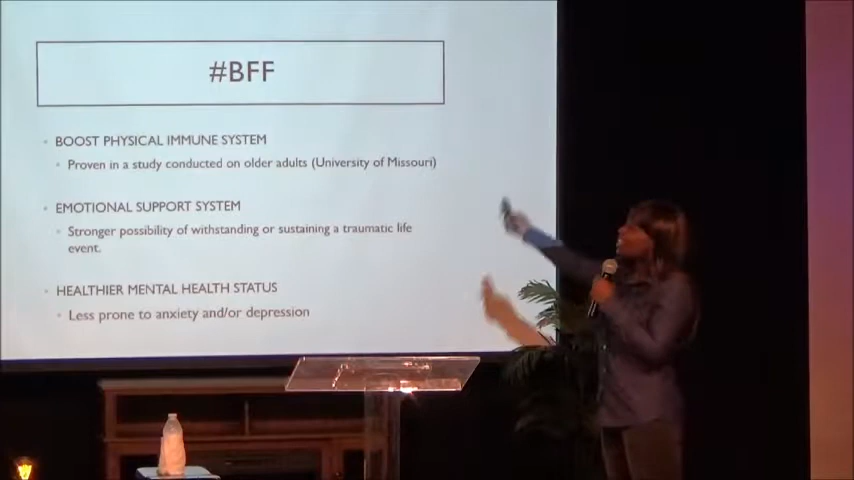 #BFF
BOOST PHYSICAL IMMUNE SYSTEM
Proven in a study conducted on older adults (University of Missouri)
EMOTIONAL SUPPORT SYSTEM
Stronger possibility of withstanding or sustaining a traumatic life
event.
HEALTHIER MENTAL HEALTH STATUS
Less prone to anxiety and/or depression